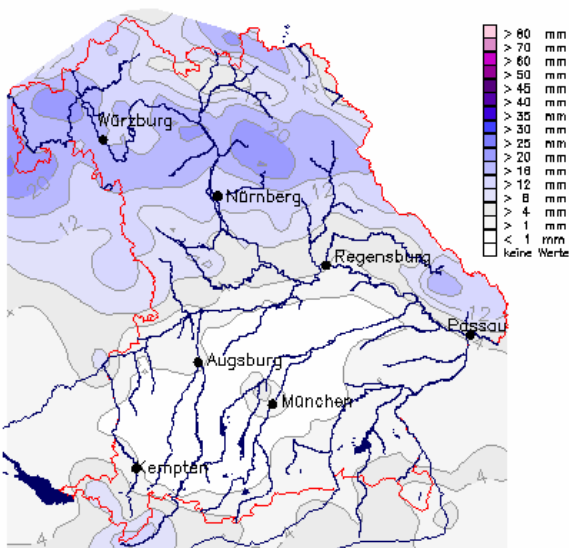 > 80 mm
> 70 mm
> 60 mm
> 50 mm
> 45 mm
> 40 mm
> 35 mm
> 30 mm
> 25 mm
> 20 mm
> 16 mm
> 12 mm
> 8 mm
> 4 mm
> 1 mm
< 1 mm
keine Werte
12
Würzburg
20
20
12
Nürnberg
12
12
Regensburg
12
Passau
Augsburg
München
Kempten
4
4